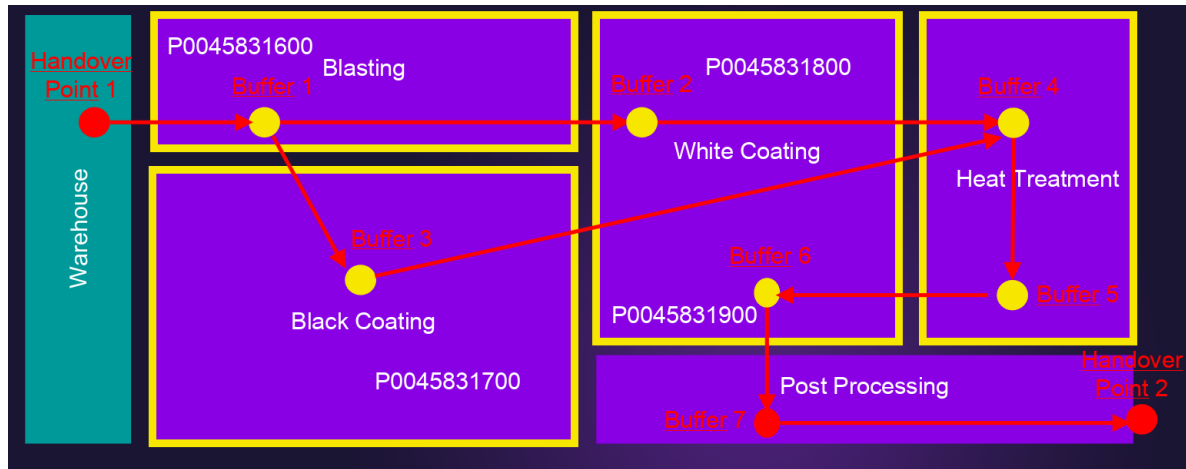 Handover
Point 1
Warehouse
P0045831600
Blasting
Buffer 1
Buffer 2
P0045831800
White Coating
Buffer 4
Heat Treatment
Buffer 3
Black Coating
P0045831700
Buffer 6
P0045831900
Buffer 5
Post Processing
Buffer 7
Handover
Point 2